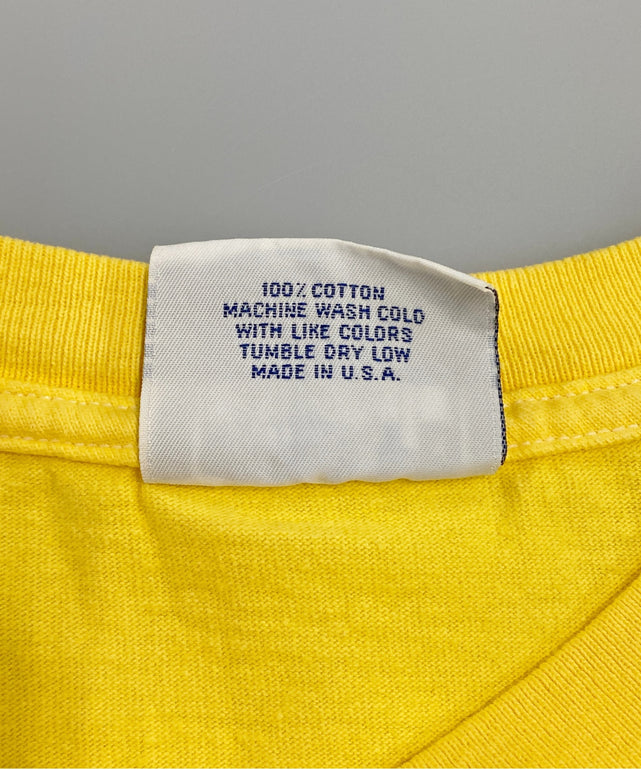 100% COTTON
MACHINE WASH COLD
WITH LIKE COLORS
TUMBLE DRY LOW
MADE IN U.S.A.